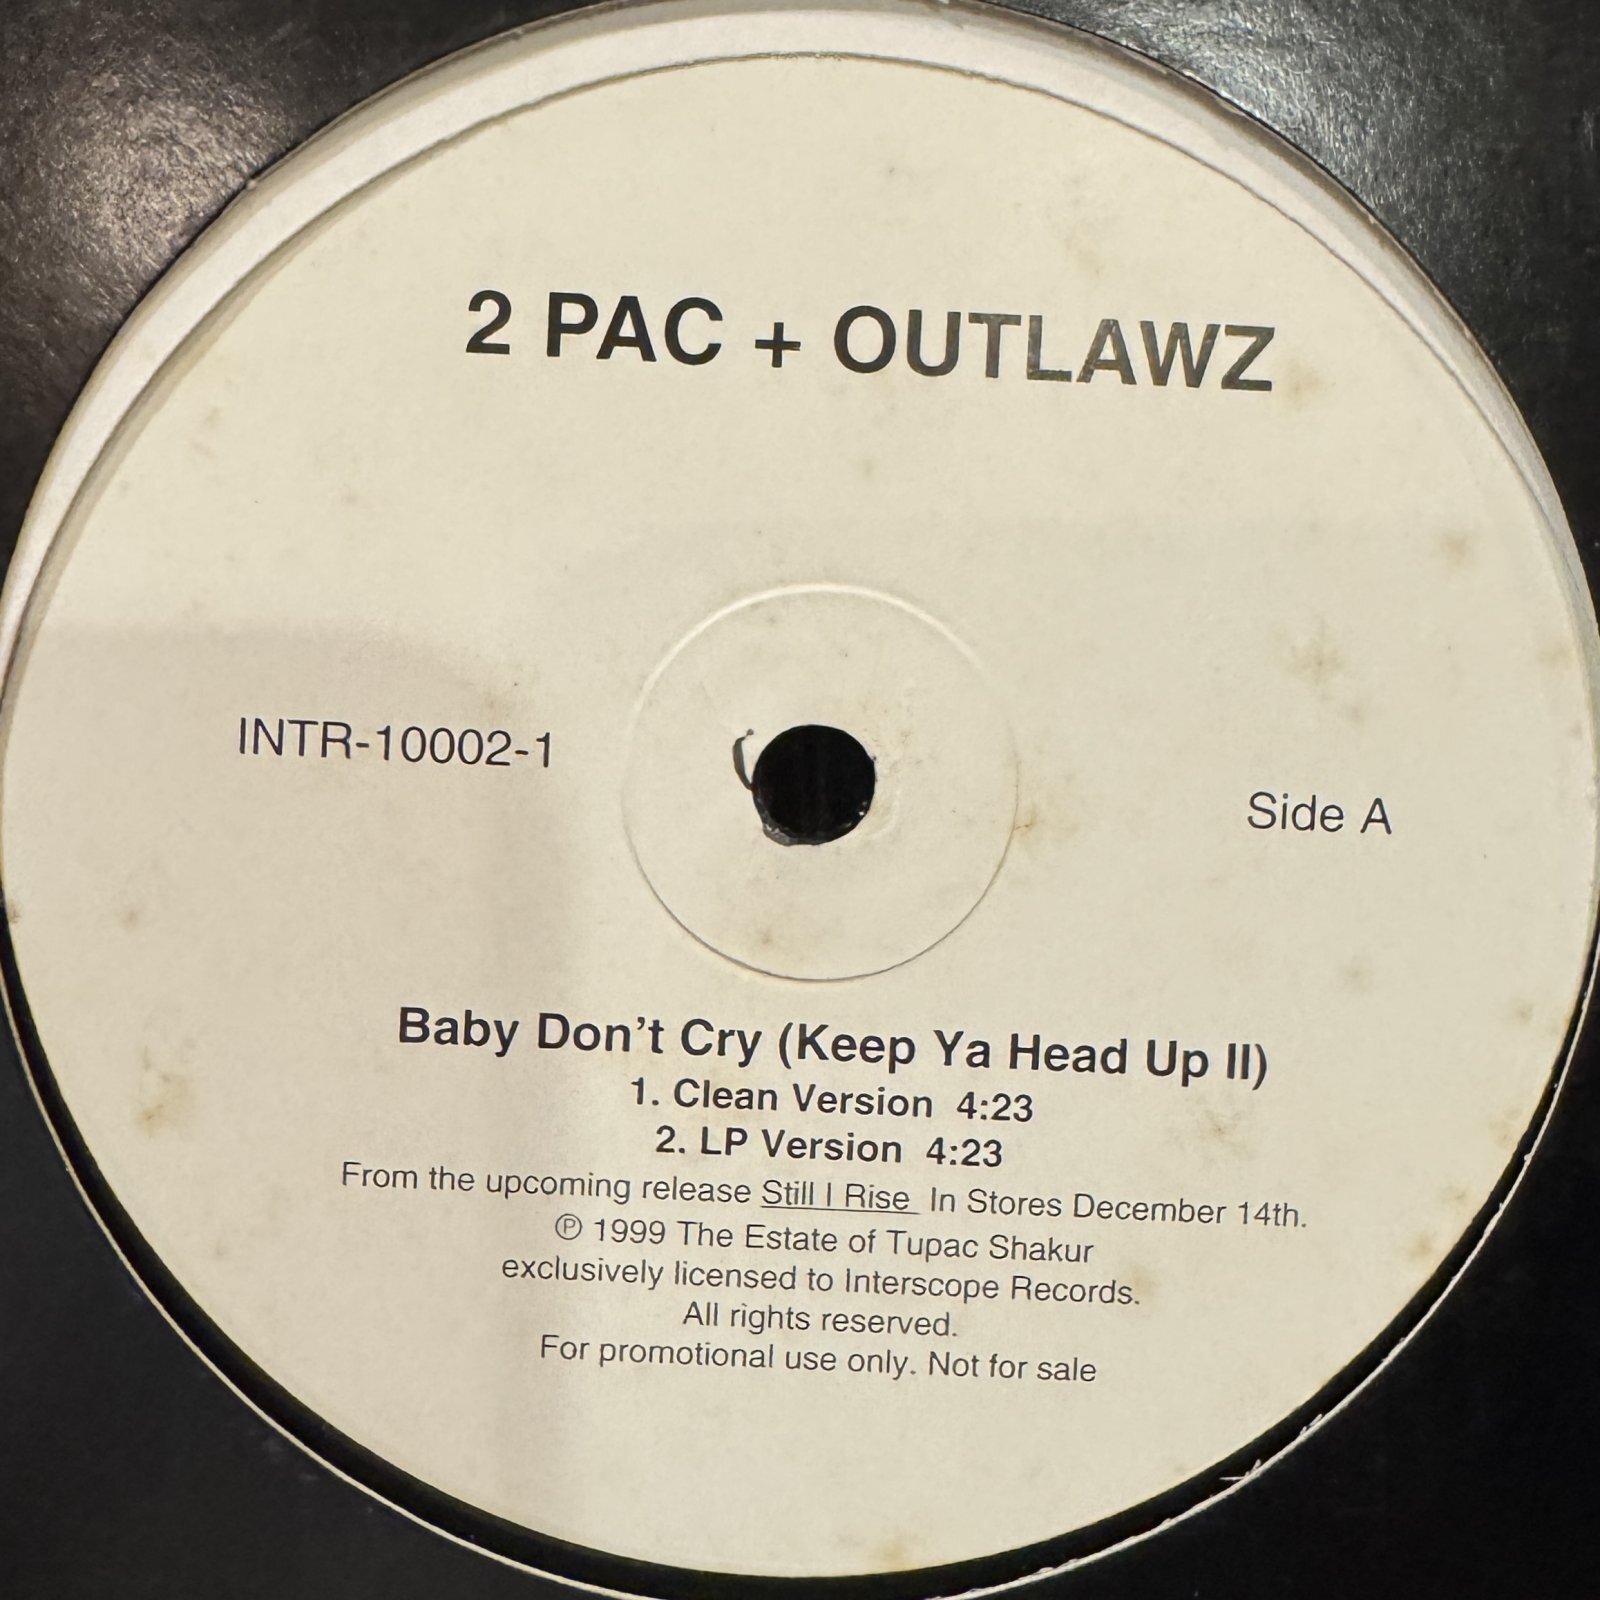 2 PAC + OUTLAWZ
INTR-10002-1
Side A
Baby Don't Cry (Keep Ya Head Up II)
1. Clean Version 4:23
2. LP Version 4:23
From the upcoming release Still I Rise In Stores December 14th.
℗ 1999 The Estate of Tupac Shakur
exclusively licensed to Interscope Records.
All rights reserved.
For promotional use only. Not for sale